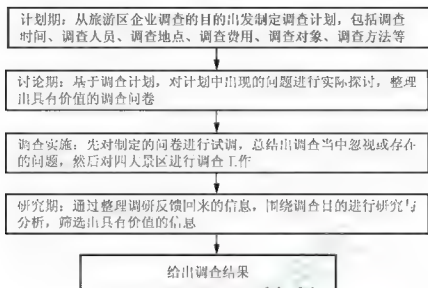 计划期：从旅游区企业调查的目的出发制定调查计划，包括调查
时间、调查人员、调查地点、调查费用、调查对象、调查方法等
讨论期：基于调查计划，对计划中出现的问题进行实际探讨，整理
出具有价值的调查问卷
调查实施：先对制定的问卷进行试调，总结出调查当中忽视或存在
的问题，然后对四大景区进行调查工作
研究期：通过整理调研反馈回来的信息，围绕调查目的进行研究与
分析，筛选出具有价值的信息
给出调查结果